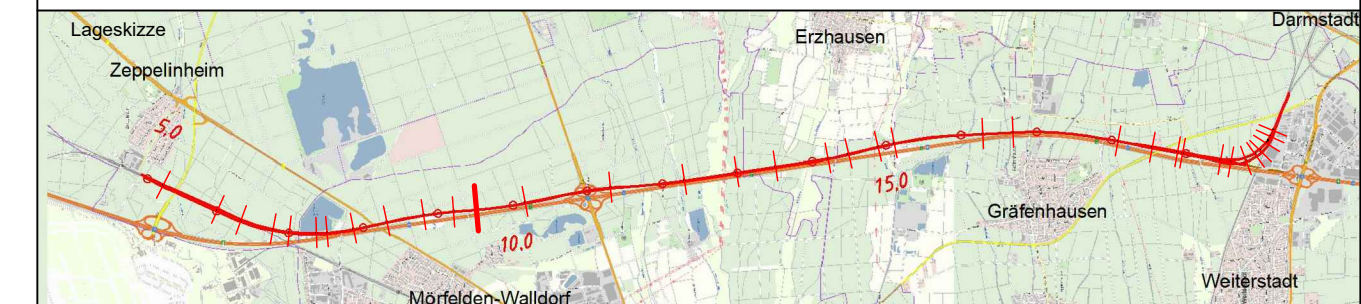 Lageskizze
Darmstadt
Erzhausen
Zeppelinheim
5,0
15,0
Gräfenhausen
10,0
Weiterstadt
Mörfelden-Walldorf